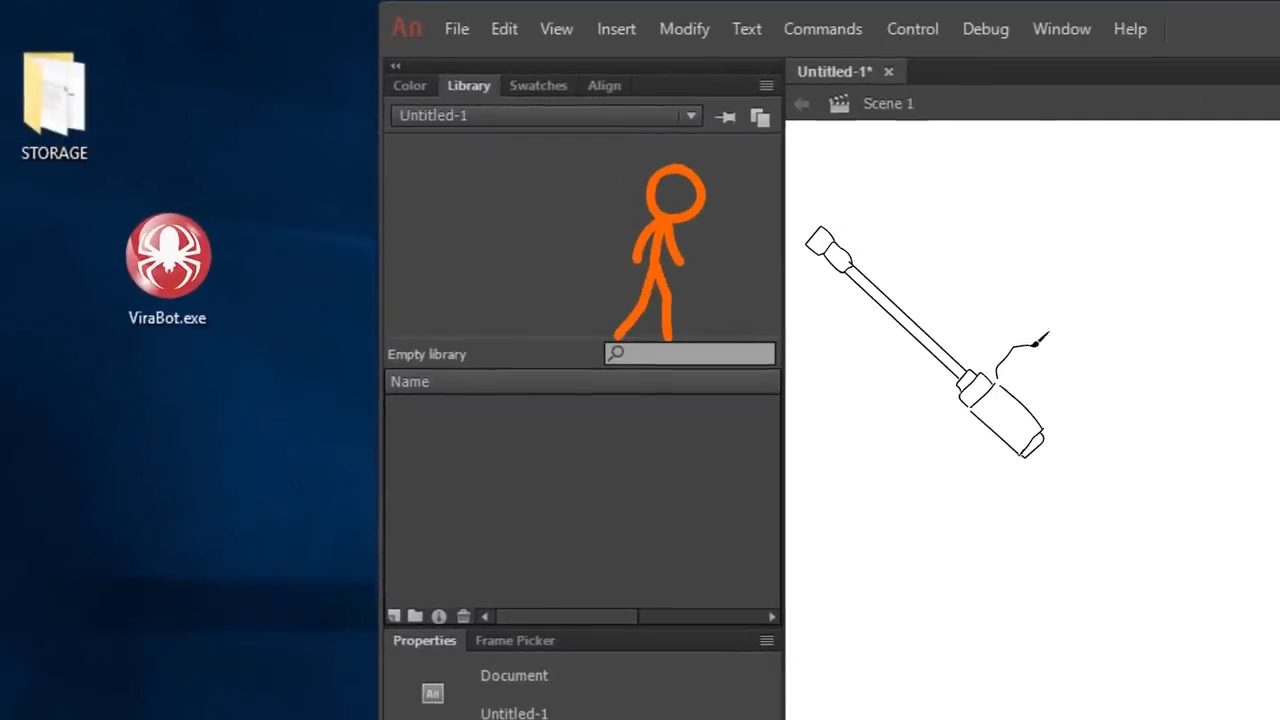 STORAGE
ViraBot.exe
An File Edit View Insert Modify Text Commands Control Debug Window Help
Color Library Swatches Align
Untitled-1
Empty library
Name
Properties Frame Picker
An Document
Untitled-1
Untitled-1*
Scene 1